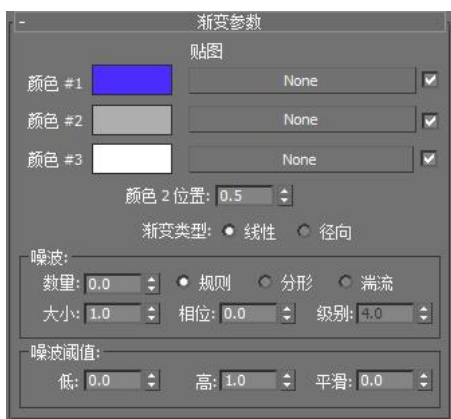 - 渐变参数
贴图
颜色 #1 None
颜色 #2 None
颜色 #3 None
颜色 2 位置: 0.5
渐变类型: 线性 径向
噪波:
数量: 0.0 规则 分形 湍流
大小: 1.0 相位: 0.0 级别: 4.0
噪波阈值:
低: 0.0 高: 1.0 平滑: 0.0